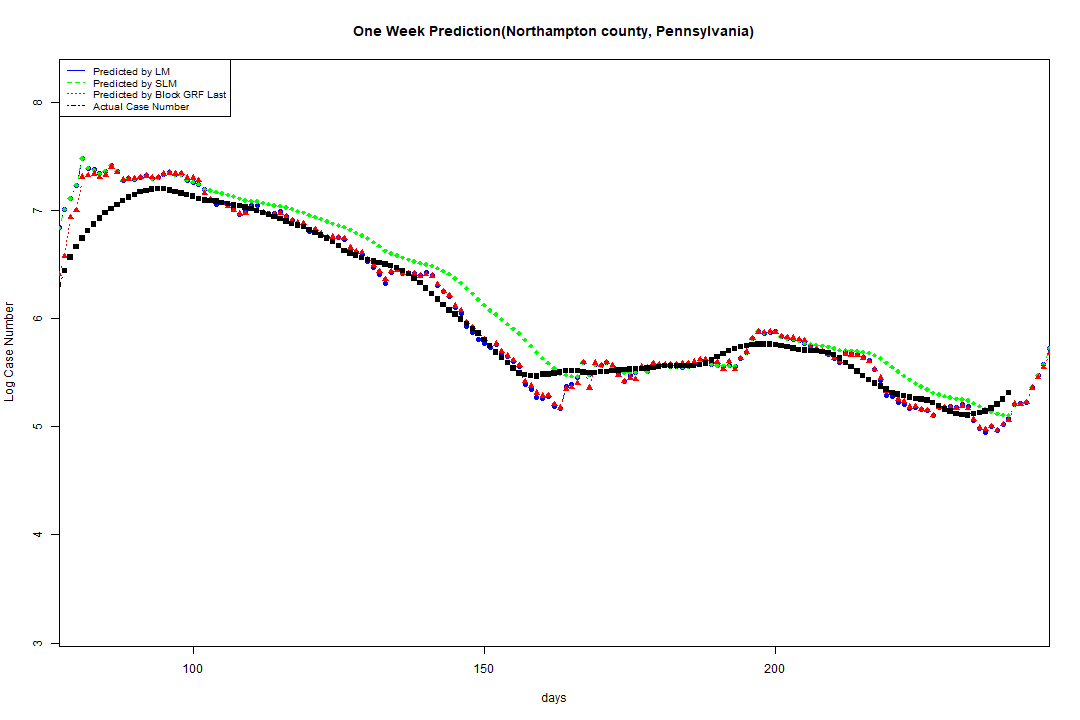 One Week Prediction(Northampton county, Pennsylvania)
Predicted by LM
Predicted by SLM
Predicted by Block GRF Last
Actual Case Number
8
7
6
5
4
3
Log Case Number
100 150 200
days